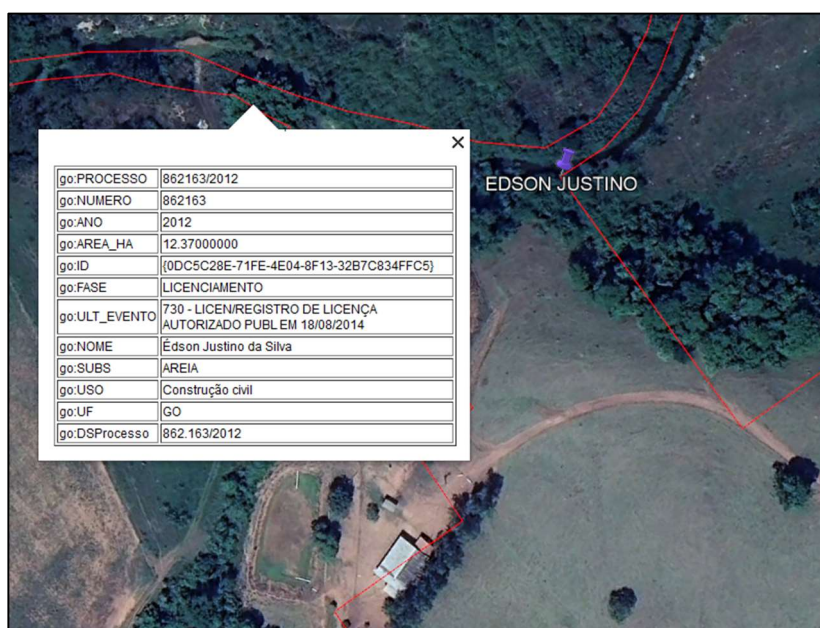 ×
go:PROCESSO 862163/2012
go:NUMERO 862163
go:ANO 2012
go:AREA_HA 12.37000000
go:ID {0DC5C28E-71FE-4E04-8F13-32B7C834FFC5}
go:FASE LICENCIAMENTO
go:ULT_EVENTO 730 - LICEN/REGISTRO DE LICENÇA
AUTORIZADO PUBL EM 18/08/2014
go:NOME Édson Justino da Silva
go:SUBS AREIA
go:USO Construção civil
go:UF GO
go:DSProcesso 862.163/2012
EDSON JUSTINO